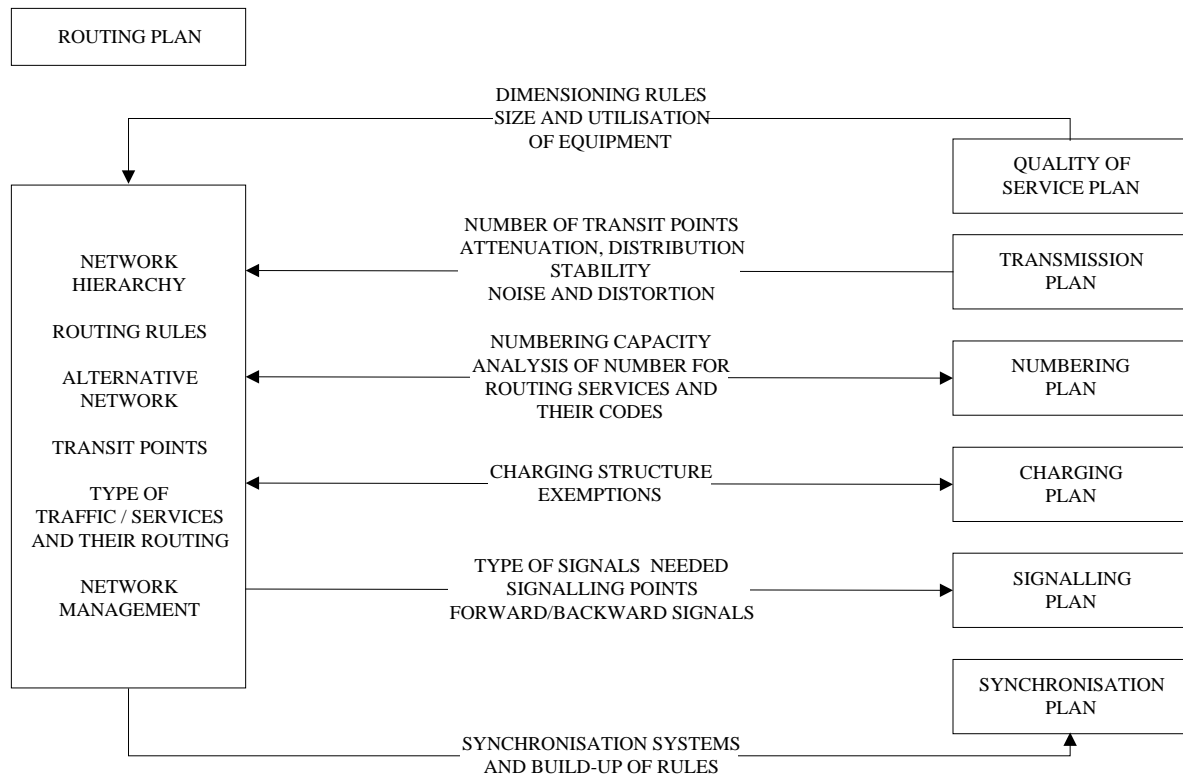 ROUTING PLAN
DIMENSIONING RULES
SIZE AND UTILISATION
OF EQUIPMENT
QUALITY OF
SERVICE PLAN
NUMBER OF TRANSIT POINTS
ATTENUATION, DISTRIBUTION
STABILITY
NOISE AND DISTORTION
TRANSMISSION
PLAN
NETWORK
HIERARCHY
ROUTING RULES
ALTERNATIVE
NETWORK
TRANSIT POINTS
TYPE OF
TRAFFIC / SERVICES
AND THEIR ROUTING
NETWORK
MANAGEMENT
NUMBERING CAPACITY
ANALYSIS OF NUMBER FOR
ROUTING SERVICES AND
THEIR CODES
NUMBERING
PLAN
CHARGING STRUCTURE
EXEMPTIONS
CHARGING
PLAN
TYPE OF SIGNALS  NEEDED
SIGNALLING POINTS
FORWARD/BACKWARD SIGNALS
SIGNALLING
PLAN
SYNCHRONISATION
PLAN
SYNCHRONISATION SYSTEMS
AND BUILD-UP OF RULES